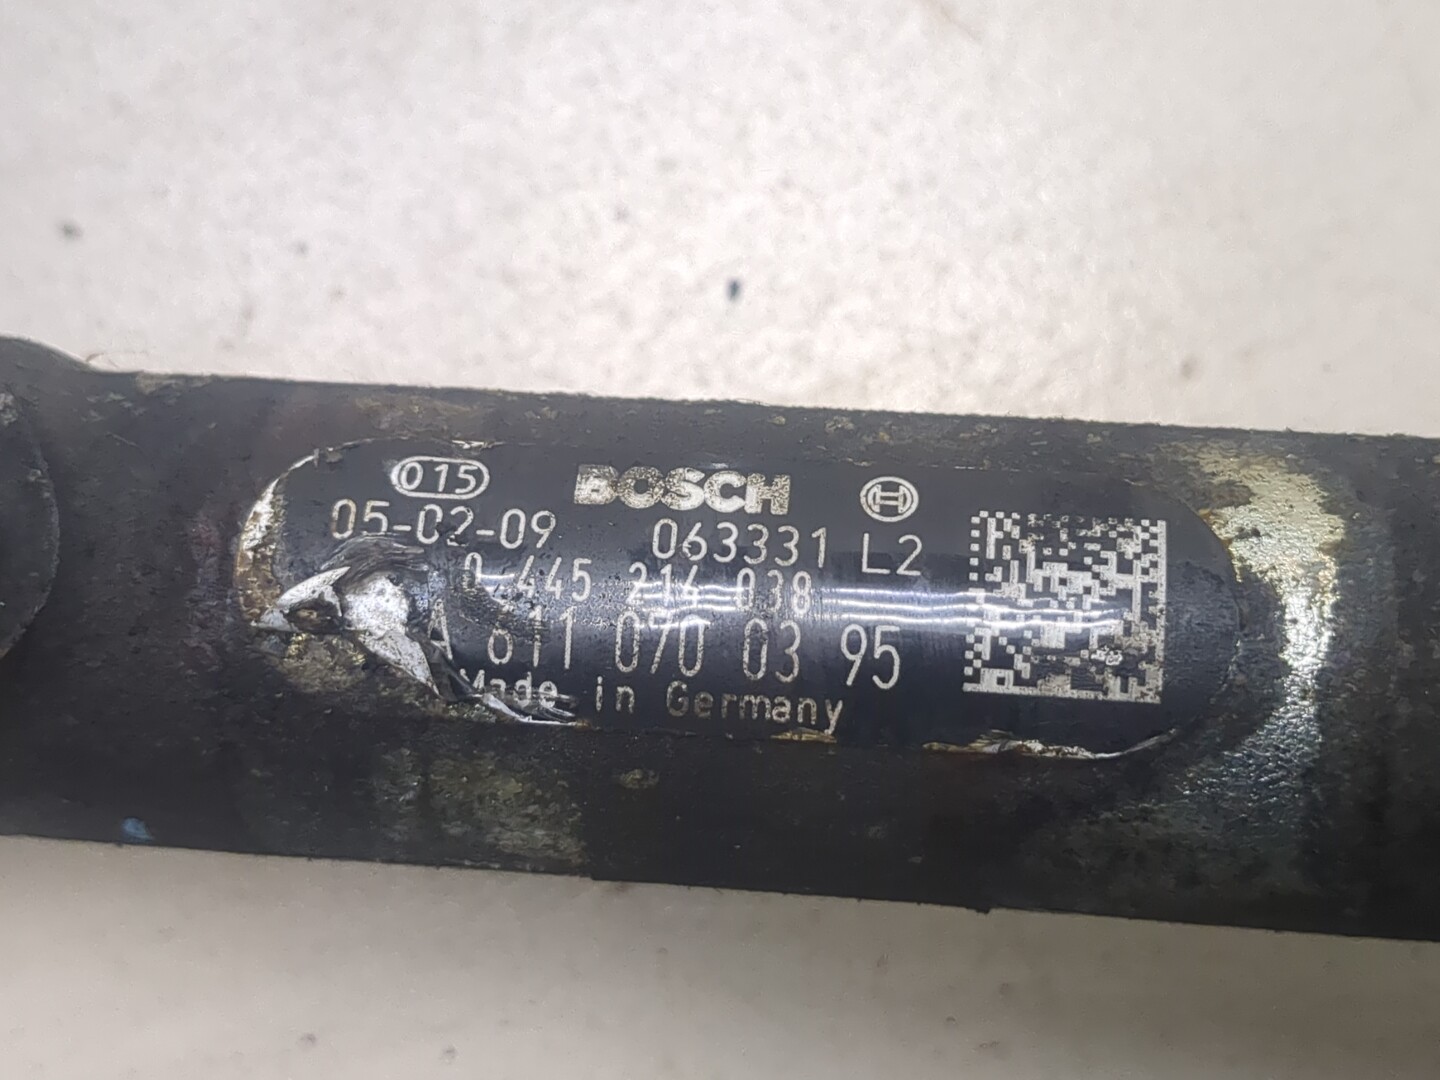 015 BOSCH
05-02-09 063331 L2
0 445 214 038
A 611 070 03 95
Made in Germany